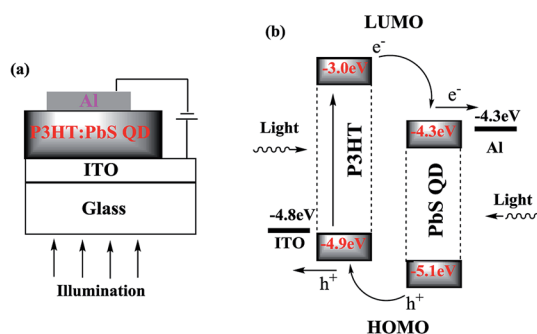 (a)
Al
P3HT:PbS QD
ITO
Glass
Illumination
(b)
LUMO
e⁻
-3.0eV
e⁻
-4.3eV
-4.3eV
Al
Light
P3HT
PbS QD
Light
-4.8eV
ITO
-4.9eV
-5.1eV
h⁺
h⁺
HOMO